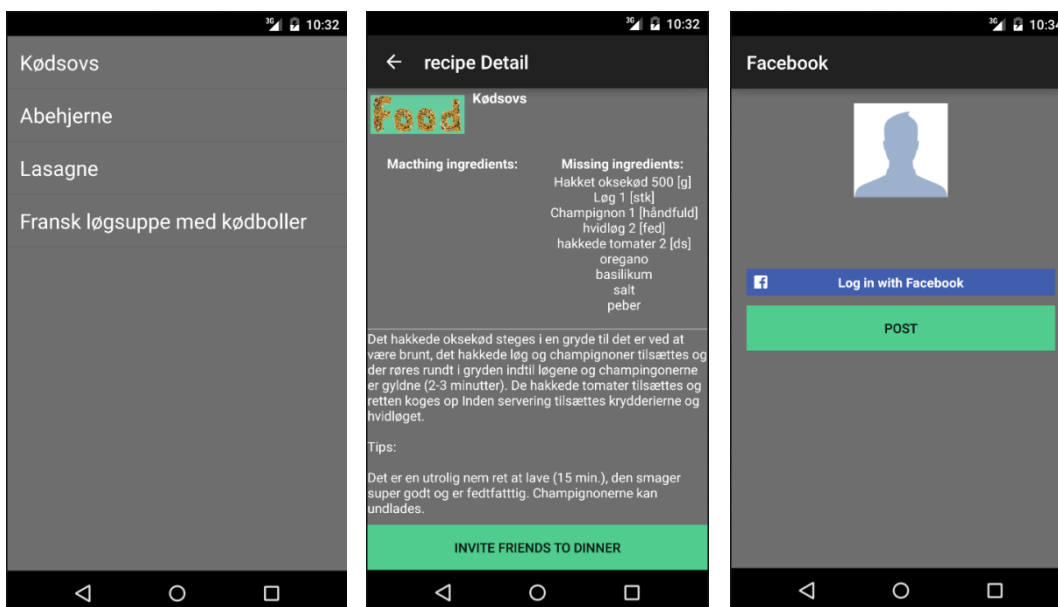 3G 10:32
Kødsovs
Abehjerne
Lasagne
Fransk løgsuppe med kødboller
3G 10:32
recipe Detail
Food
Kødsovs
Macthing ingredients:
Missing ingredients:
Hakket oksekød 500 [g]
Løg 1 [stk]
Champignon 1 [håndfuld]
hvidløg 2 [fed]
hakkede tomater 2 [ds]
oregano
basilikum
salt
peber
Det hakkede oksekød steges i en gryde til det er ved at
være brunt, det hakkede løg og champignoner tilsættes og
der røres rundt i gryden indtil løgene og champingonerne
er gyldne (2-3 minutter). De hakkede tomater tilsættes og
retten koges op Inden servering tilsættes krydderierne og
hvidløget.
Tips:
Det er en utrolig nem ret at lave (15 min.), den smager
super godt og er fedtfatttig. Champignonerne kan
undlades.
INVITE FRIENDS TO DINNER
3G 10:34
Facebook
f
Log in with Facebook
POST